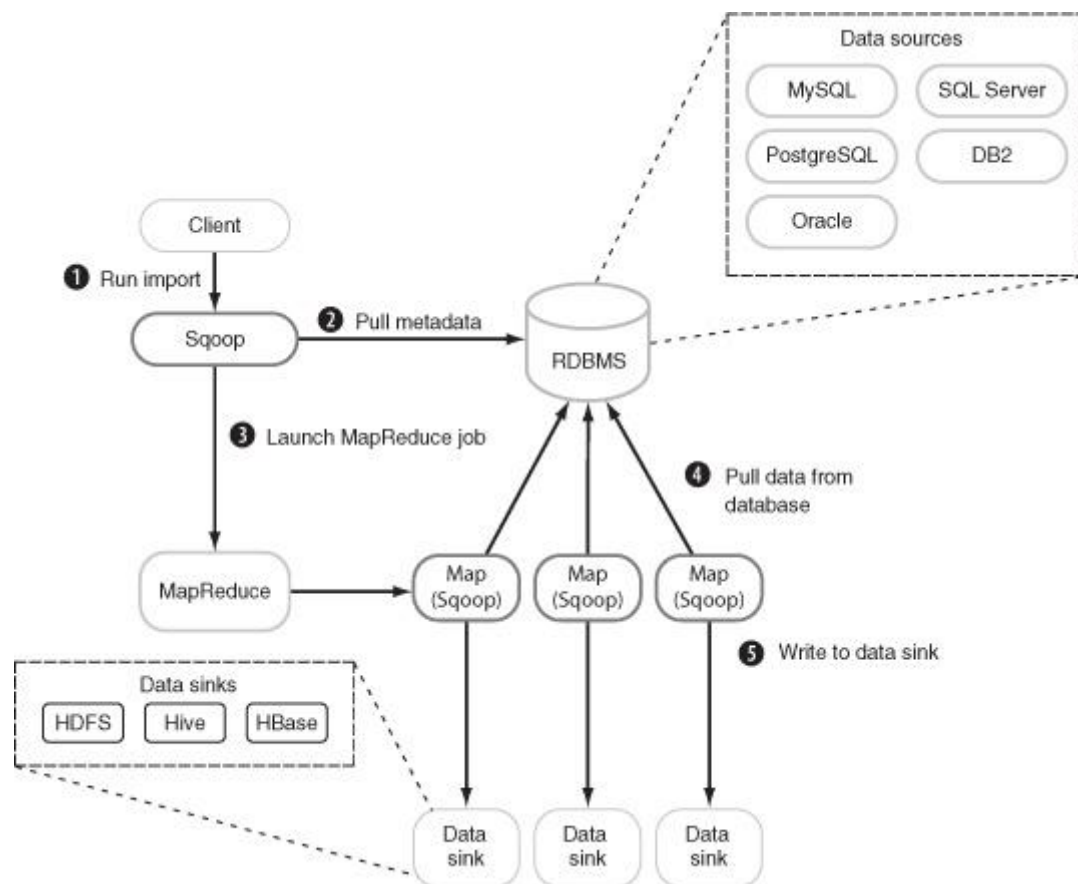 Data sources
MySQL
SQL Server
PostgreSQL
DB2
Oracle
Client
1 Run import
Sqoop
2 Pull metadata
RDBMS
3 Launch MapReduce job
4 Pull data from
database
MapReduce
Map
(Sqoop)
Map
(Sqoop)
Map
(Sqoop)
5 Write to data sink
Data sinks
HDFS
Hive
HBase
Data
sink
Data
sink
Data
sink